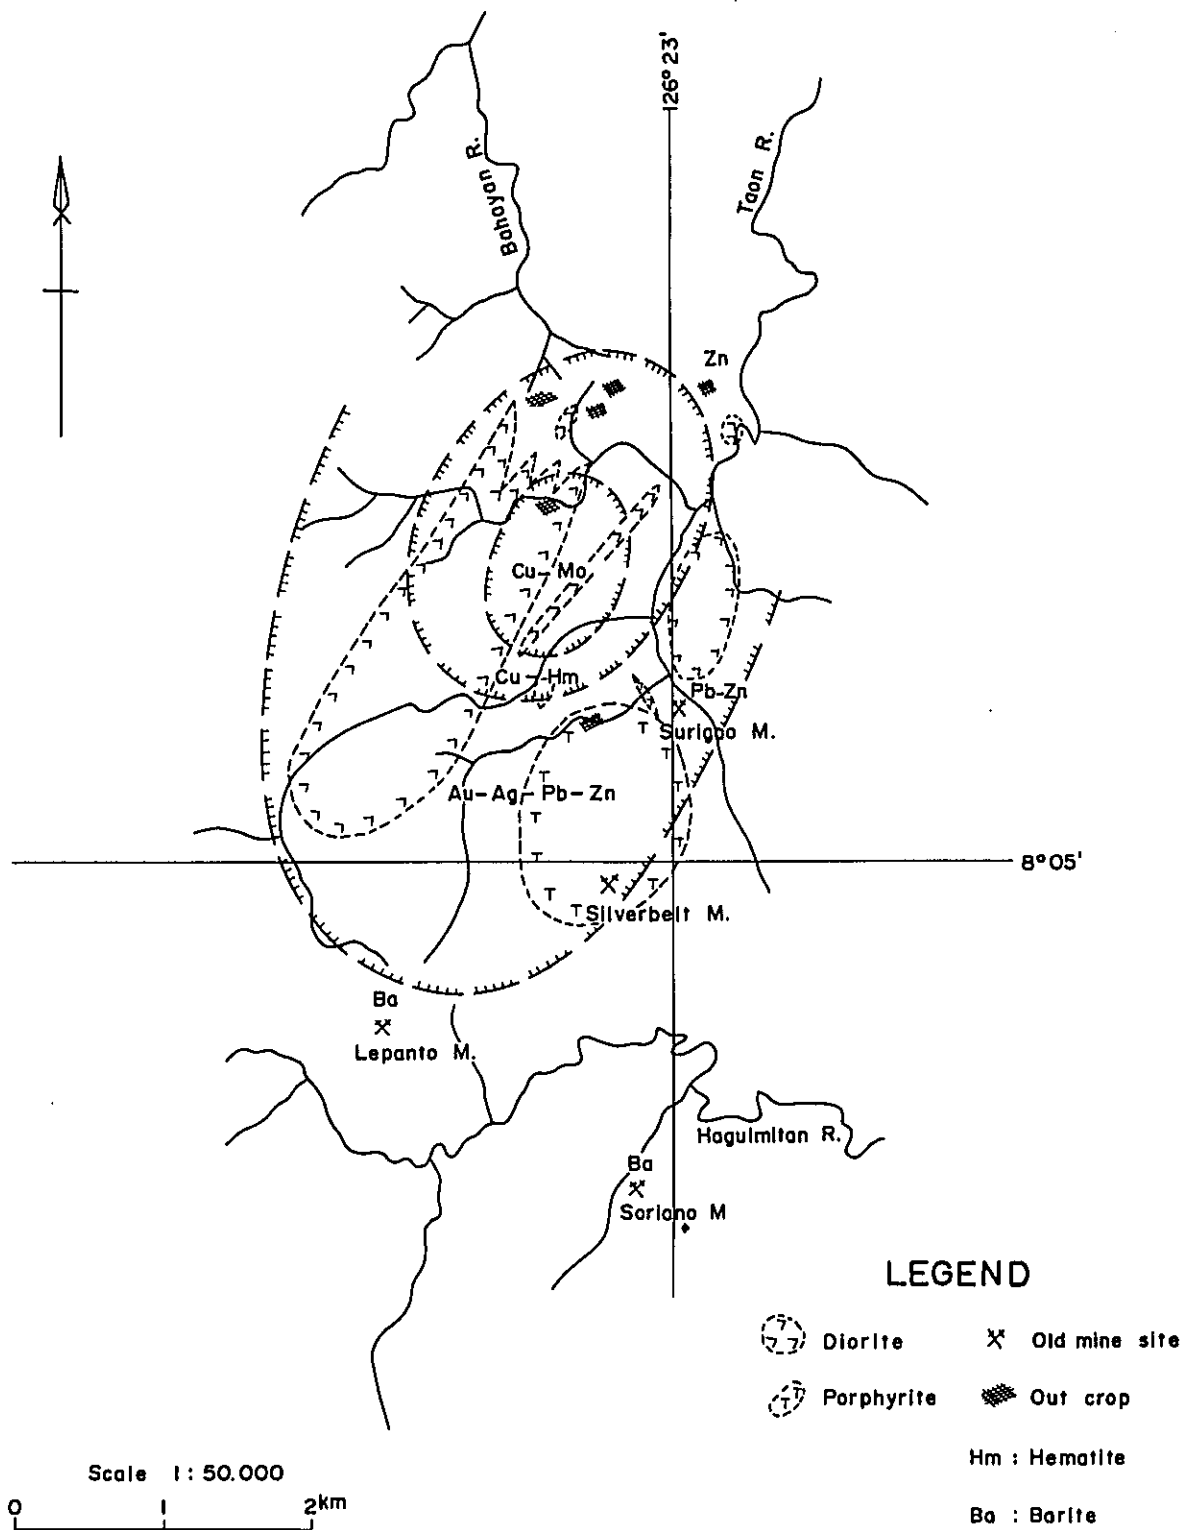 126° 23'
Bahayan R.
Taon R.
Zn
Cu-Mo
Cu-Hm
Pb-Zn
Surigao M.
Au-Ag-Pb-Zn
8° 05'
Silverbelt M.
Ba
Lepanto M.
Haguimitan R.
Ba
Soriano M
LEGEND
Diorite
Old mine site
Porphyrite
Out crop
Hm : Hematite
Ba : Barite
Scale 1 : 50.000
0 1 2km